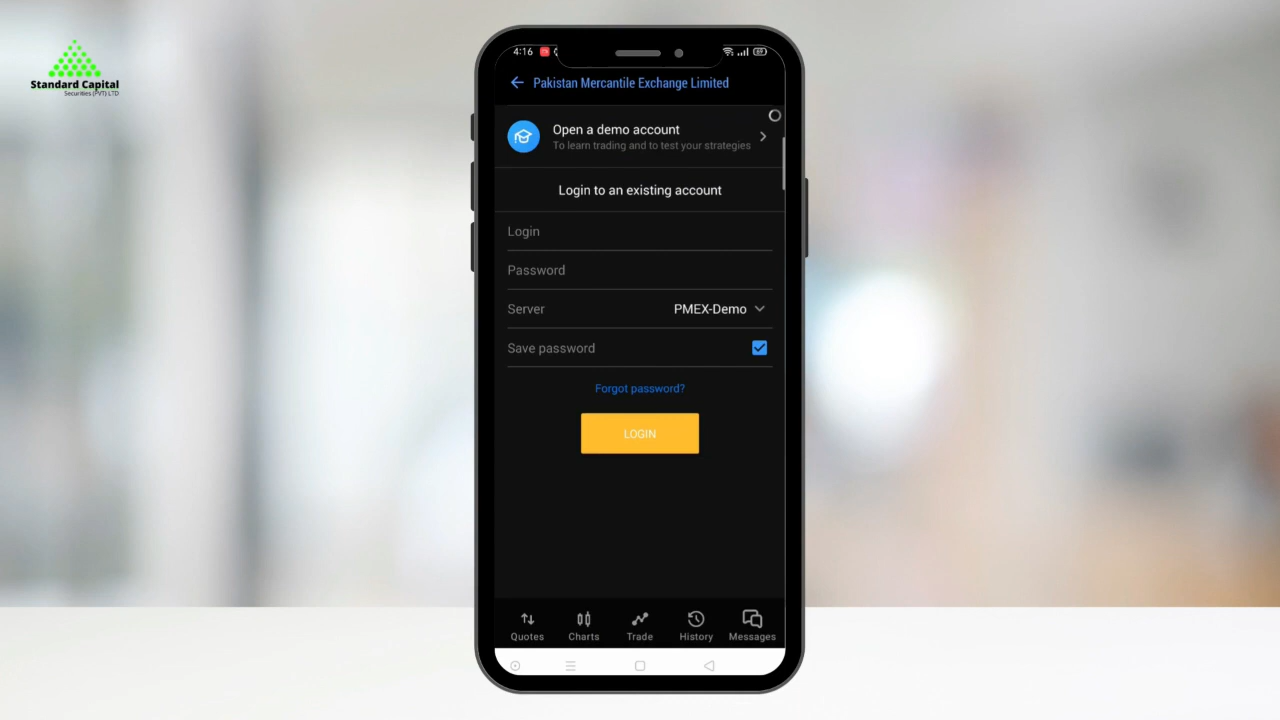 Standard Capital
Securities (PVT) LTD
4:16
Pakistan Mercantile Exchange Limited
Open a demo account
To learn trading and to test your strategies
Login to an existing account
Login
Password
Server PMEX-Demo
Save password
Forgot password?
LOGIN
Quotes Charts Trade History Messages